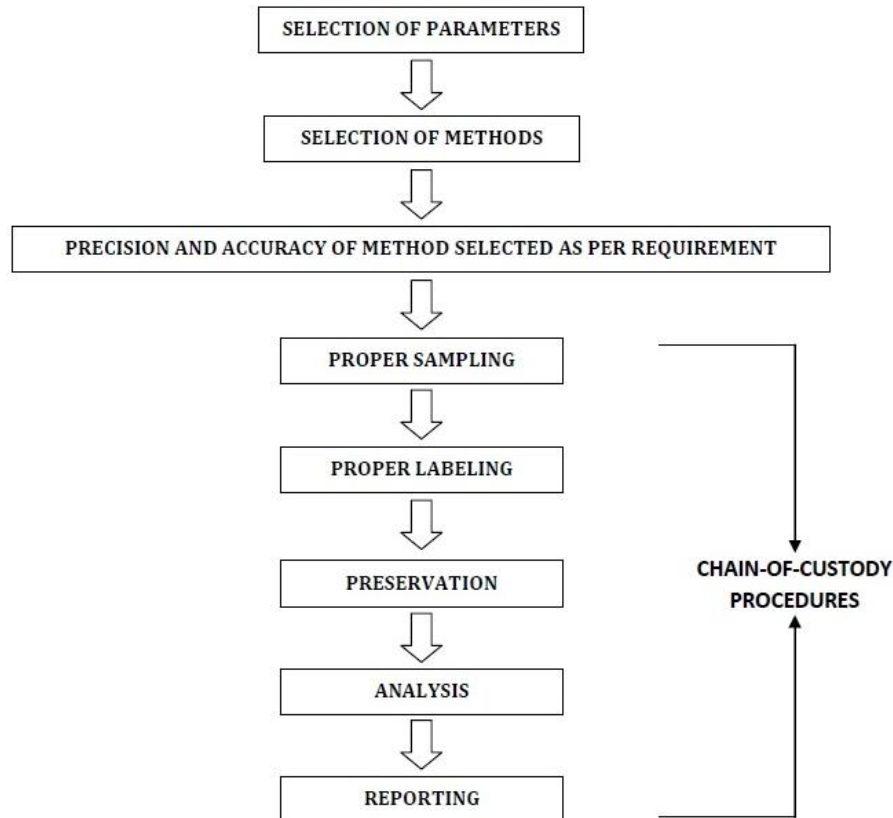 SELECTION OF PARAMETERS
SELECTION OF METHODS
PRECISION AND ACCURACY OF METHOD SELECTED AS PER REQUIREMENT
PROPER SAMPLING
PROPER LABELING
PRESERVATION
CHAIN-OF-CUSTODY
PROCEDURES
ANALYSIS
REPORTING